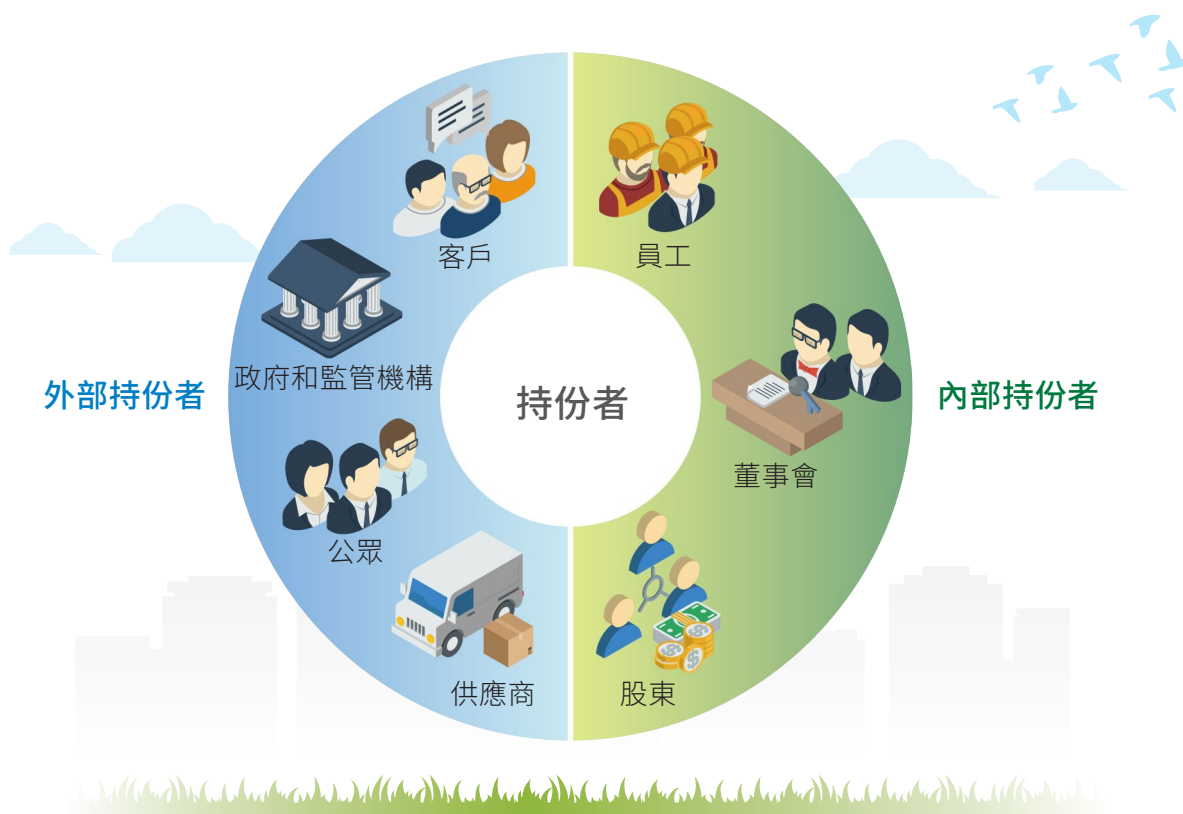 客戶
員工
政府和監管機構
外部持份者
持份者
內部持份者
董事會
公眾
供應商
股東